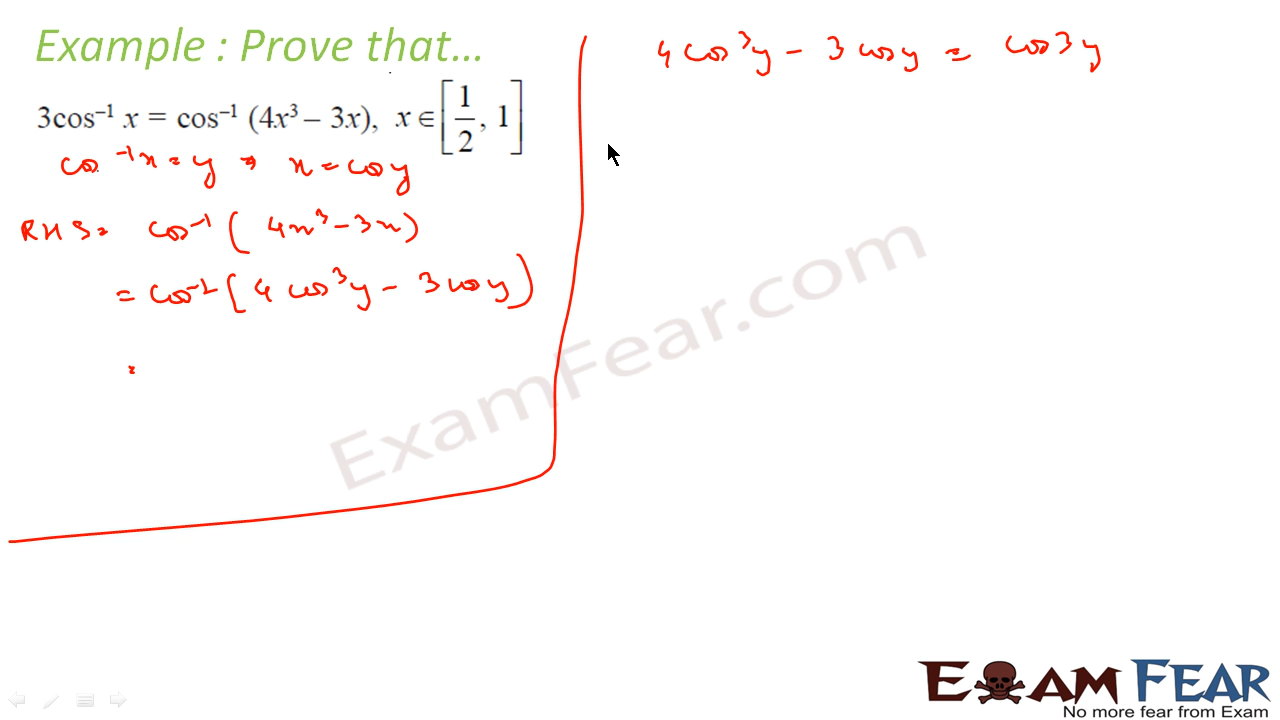 Example : Prove that...
3cos⁻¹ x = cos⁻¹ (4x³ – 3x), x ∈ [1/2, 1]
cos⁻¹x = y ⇒ x = cos y
RHS = cos⁻¹ ( 4x³ – 3x)
= cos⁻¹ ( 4 cos³y – 3 cos y )
=
4 cos³y – 3 cos y = cos 3y
ExamFear.com
EXAM FEAR
No more fear from Exam